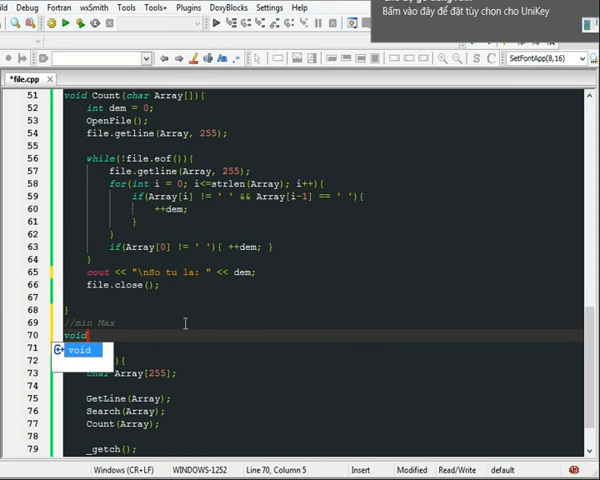 Bấm vào đây để đặt tùy chọn cho UniKey
uild Debug Fortran wxSmith Tools Tools+ Plugins DoxyBlocks Settings Help
SetFontApp(8,16)
*file.cpp
51 void Count(char Array[]){
52 int dem = 0;
53 OpenFile();
54 file.getline(Array, 255);
55
56 while(!file.eof()){
57 file.getline(Array, 255);
58 for(int i = 0; i<=strlen(Array); i++){
59 if(Array[i] != ' ' && Array[i-1] == ' '){
60 ++dem;
61 }
62 }
63 if(Array[0] != ' '){ ++dem; }
64 }
65 cout << "\nSo tu la: " << dem;
66 file.close();
67
68 }
69 //min Max
70 void
71 void
72 ){
73 char Array[255];
74
75 GetLine(Array);
76 Search(Array);
77 Count(Array);
78
79 _getch();
Windows (CR+LF) WINDOWS-1252 Line 70, Column 5 Insert Modified Read/Write default